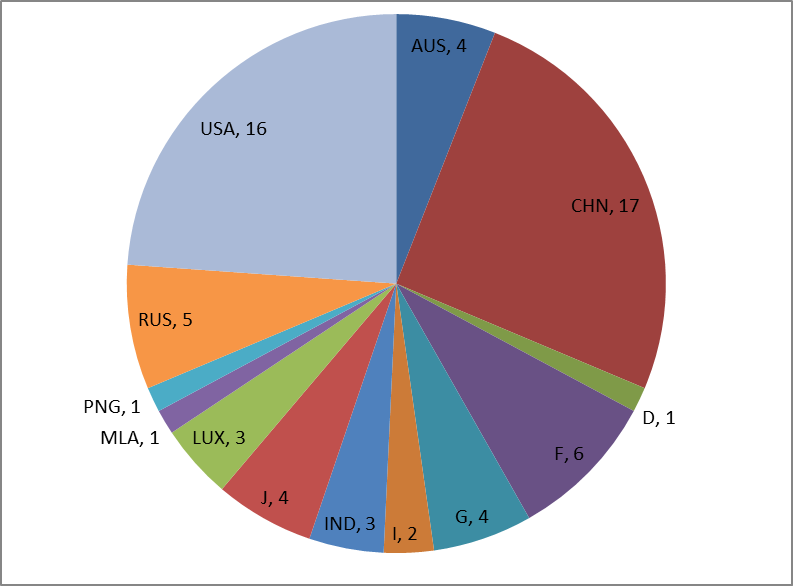 AUS, 4
CHN, 17
D, 1
F, 6
G, 4
I, 2
IND, 3
J, 4
LUX, 3
MLA, 1
PNG, 1
RUS, 5
USA, 16